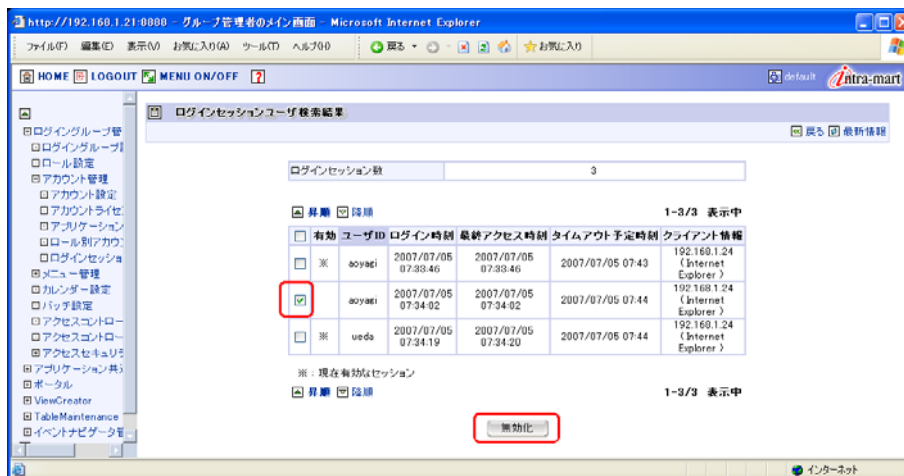 http://192.168.1.21:8888 - グループ管理者のメイン画面 - Microsoft Internet Explorer
ファイル(F) 編集(E) 表示(V) お気に入り(A) ツール(T) ヘルプ(H) 戻る お気に入り
HOME LOGOUT MENU ON/OFF ? default intra-mart
ログインセッションユーザ検索結果
戻る 最新情報
ログイングループ管
ログイングループ
ロール設定
アカウント管理
アカウント設定
アカウントライセ
アプリケーション
ロール別アカウ
ログインセッショ
メニュー管理
カレンダー設定
バッチ設定
アクセスコントロー
アクセスコントロー
アクセスセキュリ
アプリケーション共
ポータル
ViewCreator
TableMaintenance
イベントナビゲータ管
ログインセッション数 3
昇順 降順 1-3/3 表示中
有効 ユーザID ログイン時刻 最終アクセス時刻 タイムアウト予定時刻 クライアント情報
※ aoyagi 2007/07/05 07:33:46 2007/07/05 07:33:46 2007/07/05 07:43 192.168.1.24 (Internet Explorer)
aoyagi 2007/07/05 07:34:02 2007/07/05 07:34:02 2007/07/05 07:44 192.168.1.24 (Internet Explorer)
※ ueda 2007/07/05 07:34:19 2007/07/05 07:34:20 2007/07/05 07:44 192.168.1.24 (Internet Explorer)
※ : 現在有効なセッション
昇順 降順 1-3/3 表示中
無効化
インターネット